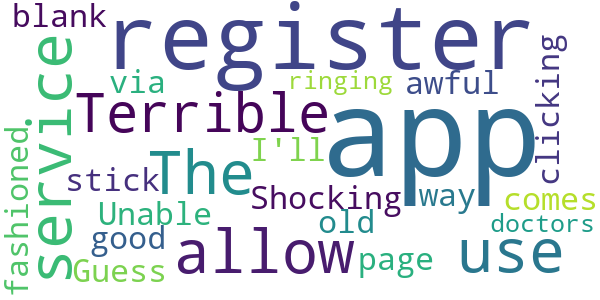 blank
register
clicking
service
via
ringing
awful
Terrible
app
I'll
fashioned.
The
stick
Shocking
way
comes
Unable
old
doctors
good
allow
use
Guess
page